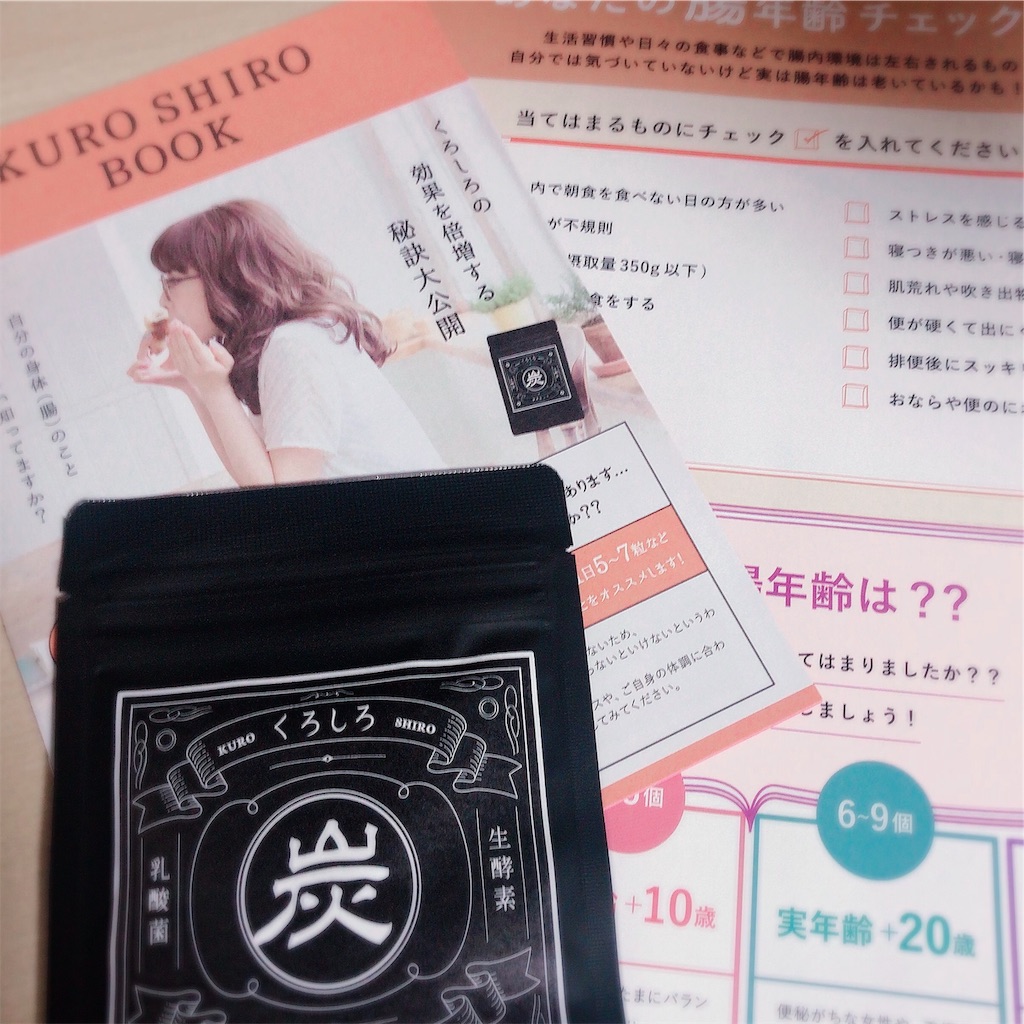 KURO SHIRO
BOOK
くろしろの
効果を倍増する
秘訣大公開
自分の身体(腸)のこと
知ってますか?
炭
あります…
か??
日5~7粒など
をオススメします!
ないため、
らないといけないというわ
スや、ご自身の体調に合わ
してみてください。
あなたの腸年齢チェック
生活習慣や日々の食事などで腸内環境は左右されるもの
自分では気づいていないけど実は腸年齢は老いているかも!
当てはまるものにチェック を入れてください
内で朝食を食べない日の方が多い
が不規則
摂取量350g以下)
食をする
ストレスを感じる
寝つきが悪い・寝
肌荒れや吹き出物
便が硬くて出に
排便後にスッキリ
おならや便のに
腸年齢は??
てはまりましたか??
しましょう!
5個
+10歳
たまにバラン
6~9個
実年齢+20歳
便秘がちな女性や
KURO くろしろ SHIRO
乳酸菌
炭
生酵素